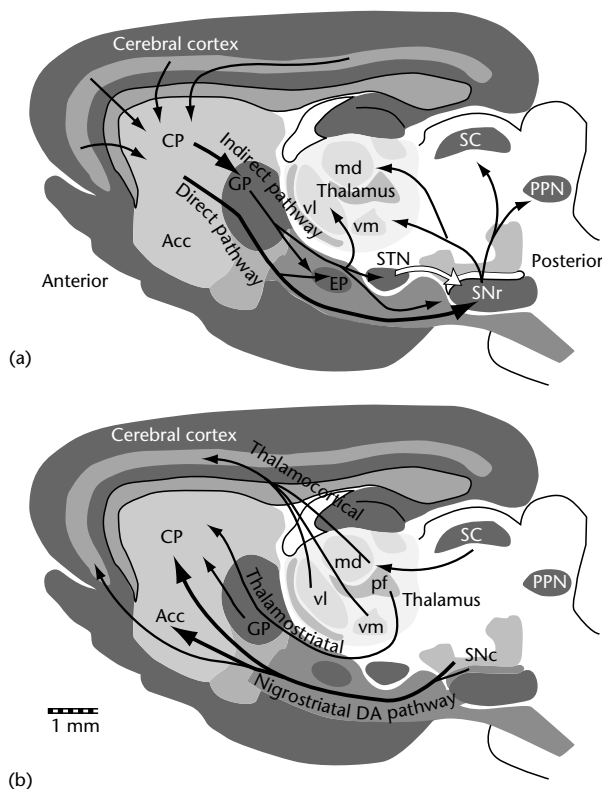 Cerebral cortex
CP
Indirect pathway
GP
Direct pathway
Acc
Anterior
md
Thalamus
vl
vm
EP
STN
SC
PPN
Posterior
SNr
(a)
Cerebral cortex
Thalamocortical
CP
Acc
GP
Thalamostriatal
md
pf
vl
vm
Thalamus
SC
PPN
SNc
Nigrostriatal DA pathway
1 mm
(b)